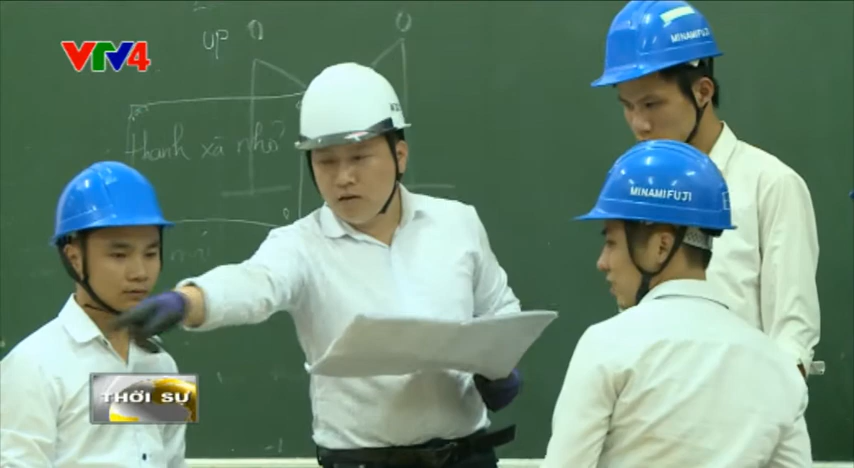 VTV4
UP
thanh xà nhỏ
MINAMIFUJI
MINAMIFUJI
THỜI SỰ